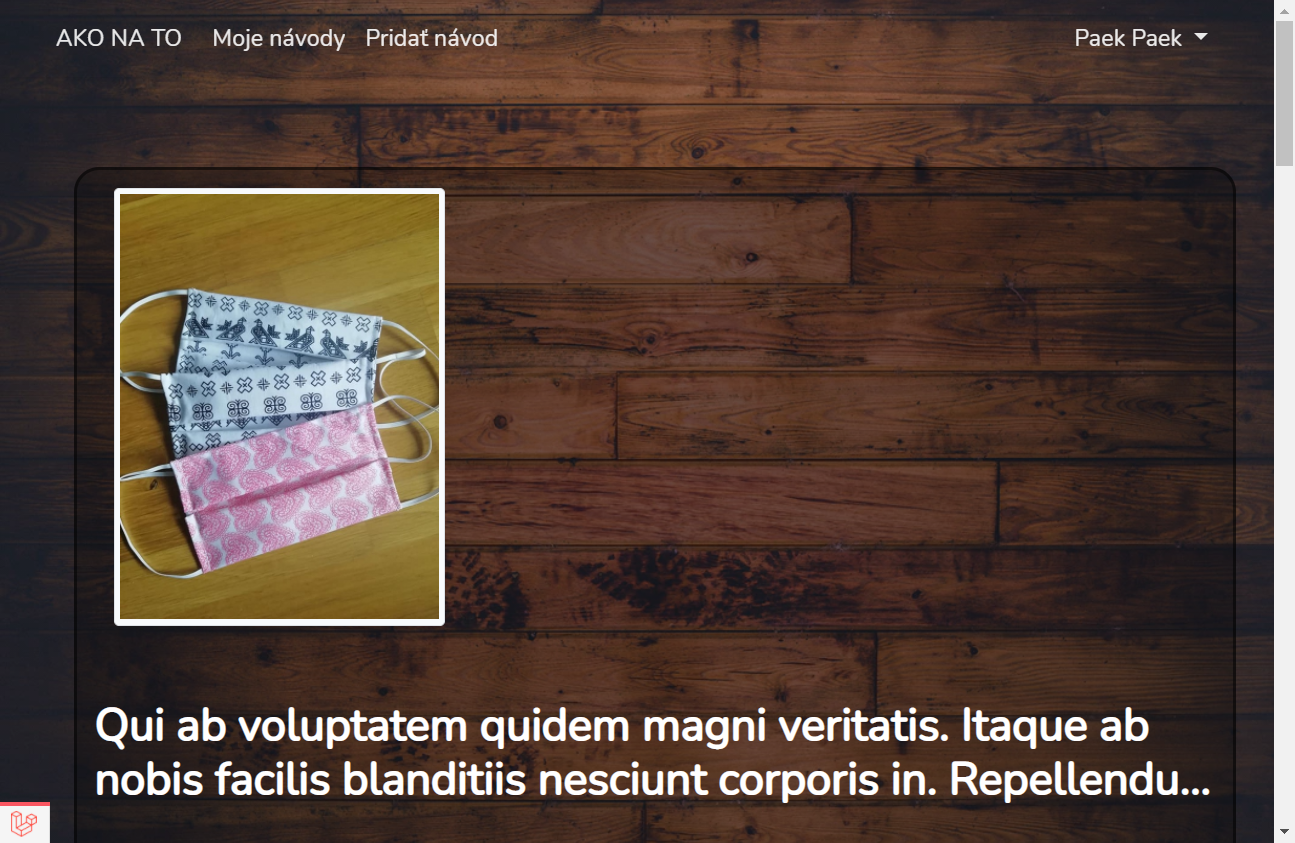 AKO NA TO Moje návody Pridať návod Paek Paek
Qui ab voluptatem quidem magni veritatis. Itaque ab
nobis facilis blanditiis nesciunt corporis in. Repellendu...